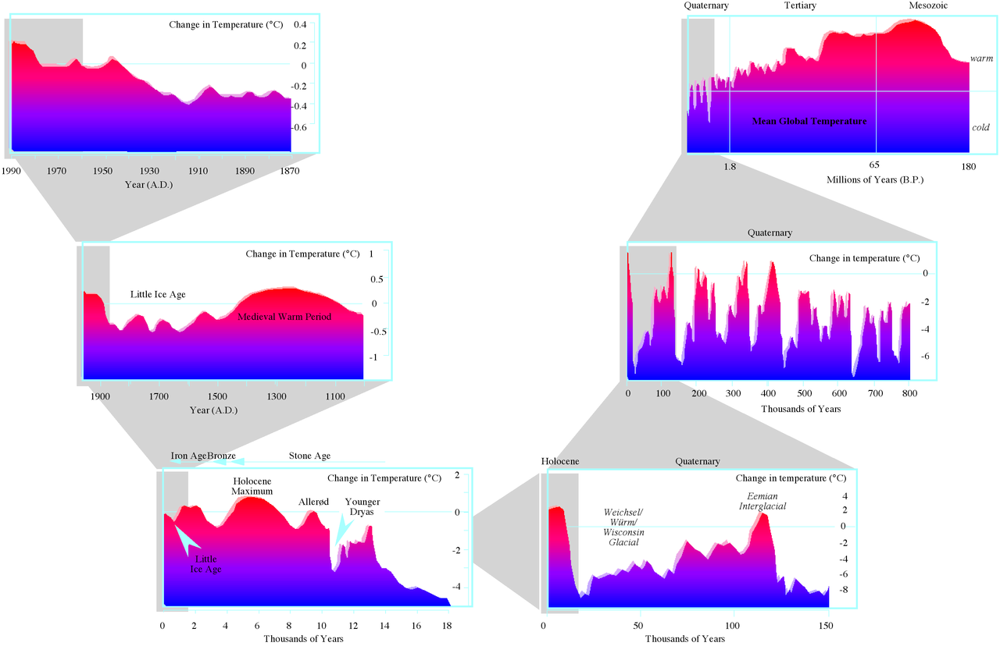 Change in Temperature (°C)
0.4
0.2
0
-0.2
-0.4
-0.6
1990 1970 1950 1930 1910 1890 1870
Year (A.D.)
Quaternary Tertiary Mesozoic
warm
Mean Global Temperature
cold
1.8 65 180
Millions of Years (B.P.)
Change in Temperature (°C)
1
0.5
0
-0.5
-1
Little Ice Age
Medieval Warm Period
1900 1700 1500 1300 1100
Year (A.D.)
Quaternary
Change in temperature (°C)
0
-2
-4
-6
0 100 200 300 400 500 600 700 800
Thousands of Years
Iron Age Bronze Stone Age
Change in Temperature (°C)
2
0
-2
-4
Holocene
Maximum
Allerød
Younger
Dryas
Little
Ice Age
0 2 4 6 8 10 12 14 16 18
Thousands of Years
Holocene Quaternary
Change in temperature (°C)
4
2
0
-2
-4
-6
-8
Eemian
Interglacial
Weichsel/
Würm/
Wisconsin
Glacial
0 50 100 150
Thousands of Years